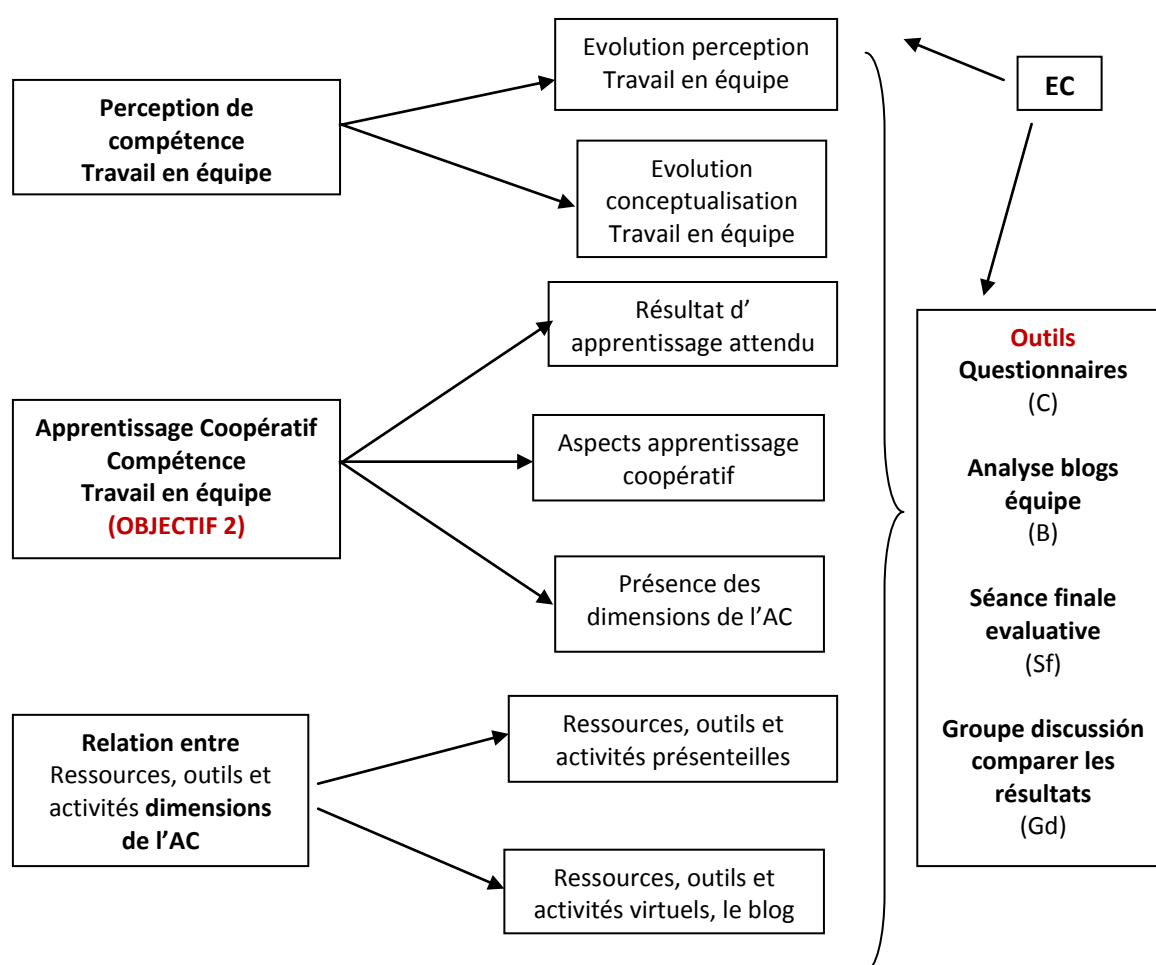 Perception de
compétence
Travail en équipe
Evolution perception
Travail en équipe
Evolution
conceptualisation
Travail en équipe
Apprentissage Coopératif
Compétence
Travail en équipe
(OBJECTIF 2)
Résultat d’
apprentissage attendu
Aspects apprentissage
coopératif
Présence des
dimensions de l’AC
Relation entre
Ressources, outils et
activités dimensions
de l’AC
Ressources, outils et
activités présenteilles
Ressources, outils et
activités virtuels, le blog
EC
Outils
Questionnaires
(C)
Analyse blogs
équipe
(B)
Séance finale
evaluative
(Sf)
Groupe discussión
comparer les
résultats
(Gd)